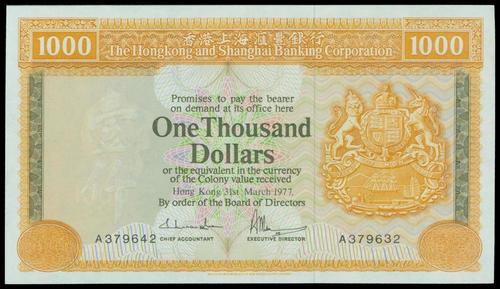 1000
香港上海滙豐銀行
1000
The Hongkong and Shanghai Banking Corporation
Promises to pay the bearer
on demand at its office here
One Thousand
Dollars
or the equivalent in the currency
of the Colony value received
Hong Kong 31st March 1977
By order of the Board of Directors
A379642 CHIEF ACCOUNTANT EXECUTIVE DIRECTOR A379632
1000
1000